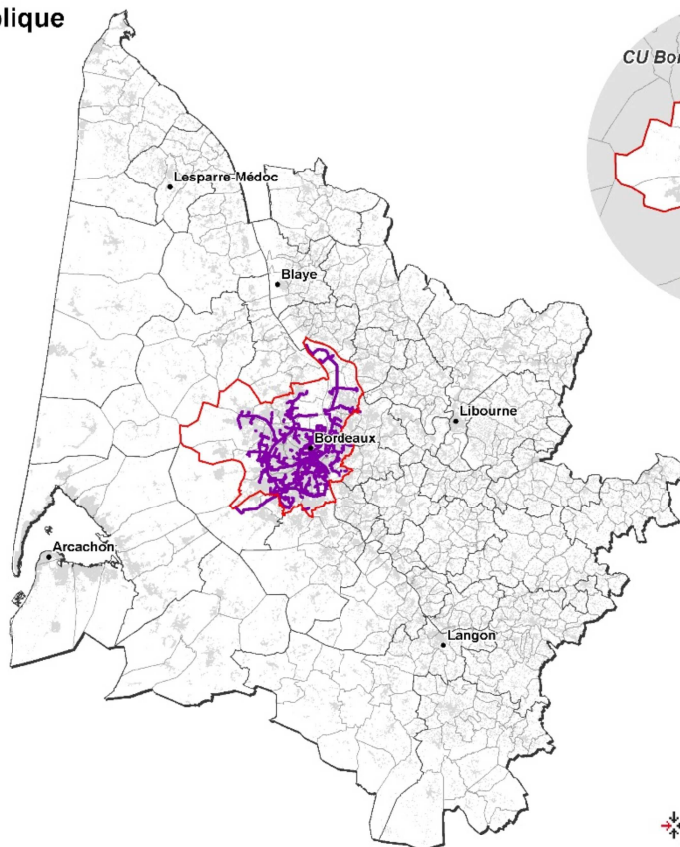 olique
CU Bor
Lesparre-Médoc
Blaye
Libourne
Bordeaux
Arcachon
Langon